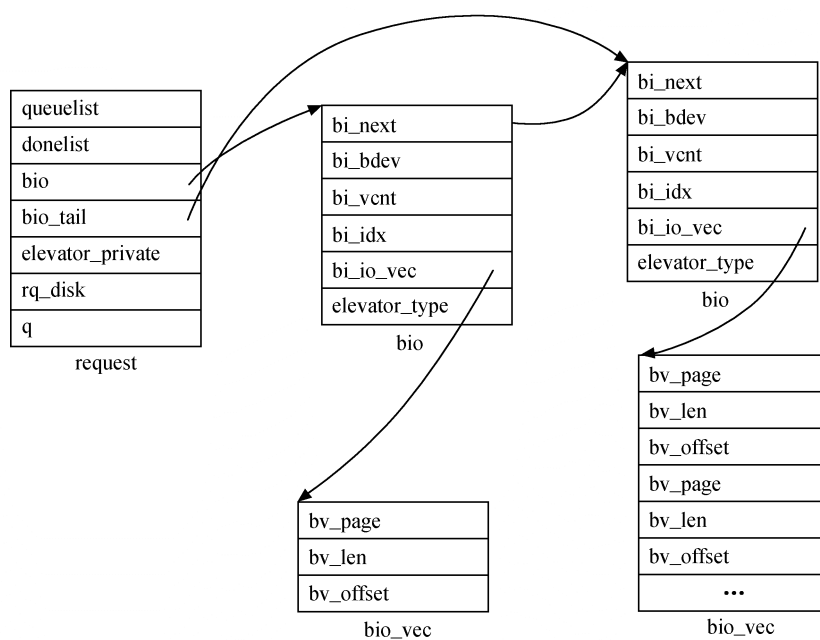 queuelist
donelist
bio
bio_tail
elevator_private
rq_disk
q
request
bi_next
bi_bdev
bi_vcnt
bi_idx
bi_io_vec
elevator_type
bio
bi_next
bi_bdev
bi_vcnt
bi_idx
bi_io_vec
elevator_type
bio
bv_page
bv_len
bv_offset
bio_vec
bv_page
bv_len
bv_offset
bv_page
bv_len
bv_offset
...
bio_vec